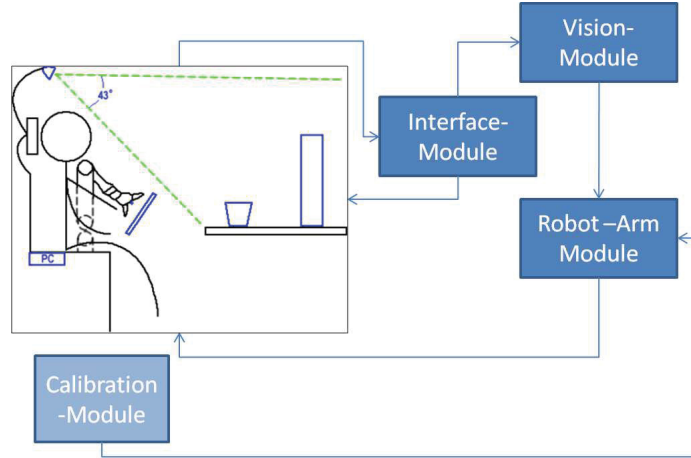 Vision-
Module
43°
Interface-
Module
Robot –Arm
Module
PC
Calibration
-Module